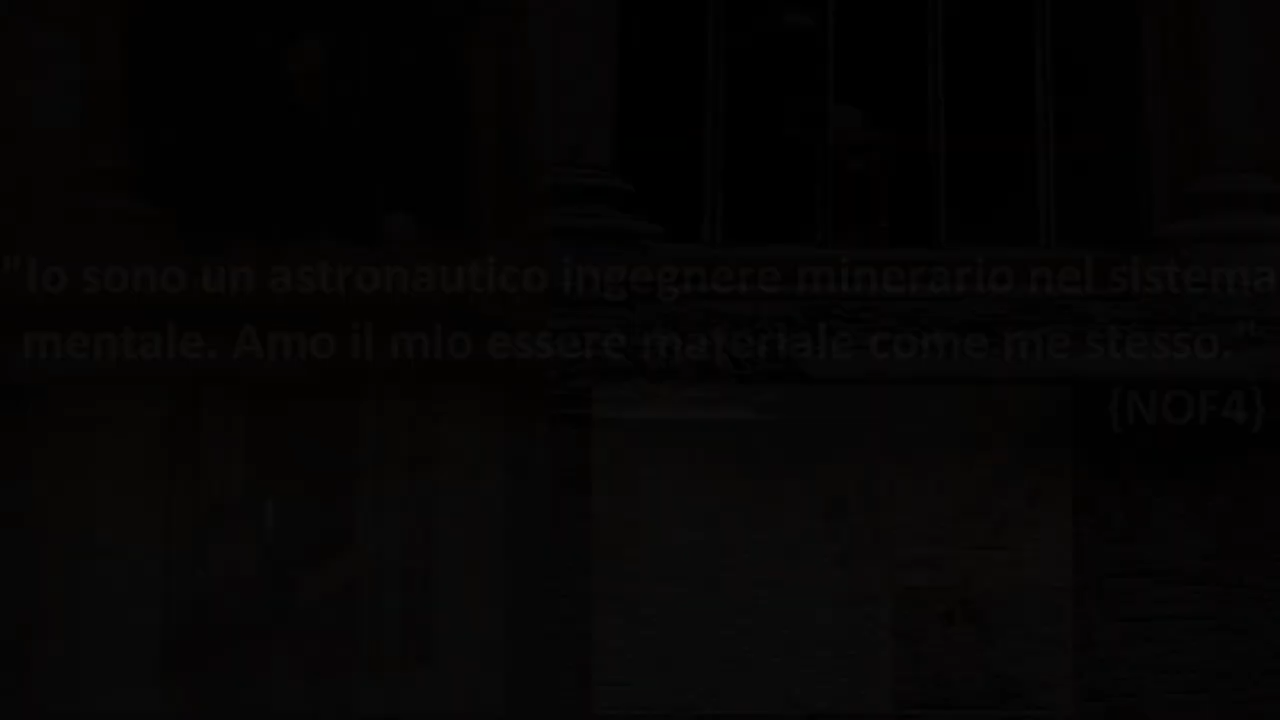 "Io sono un astronautico ingegnere minerario nel sistema
mentale. Amo il mio essere materiale come me stesso."
(NOF4)